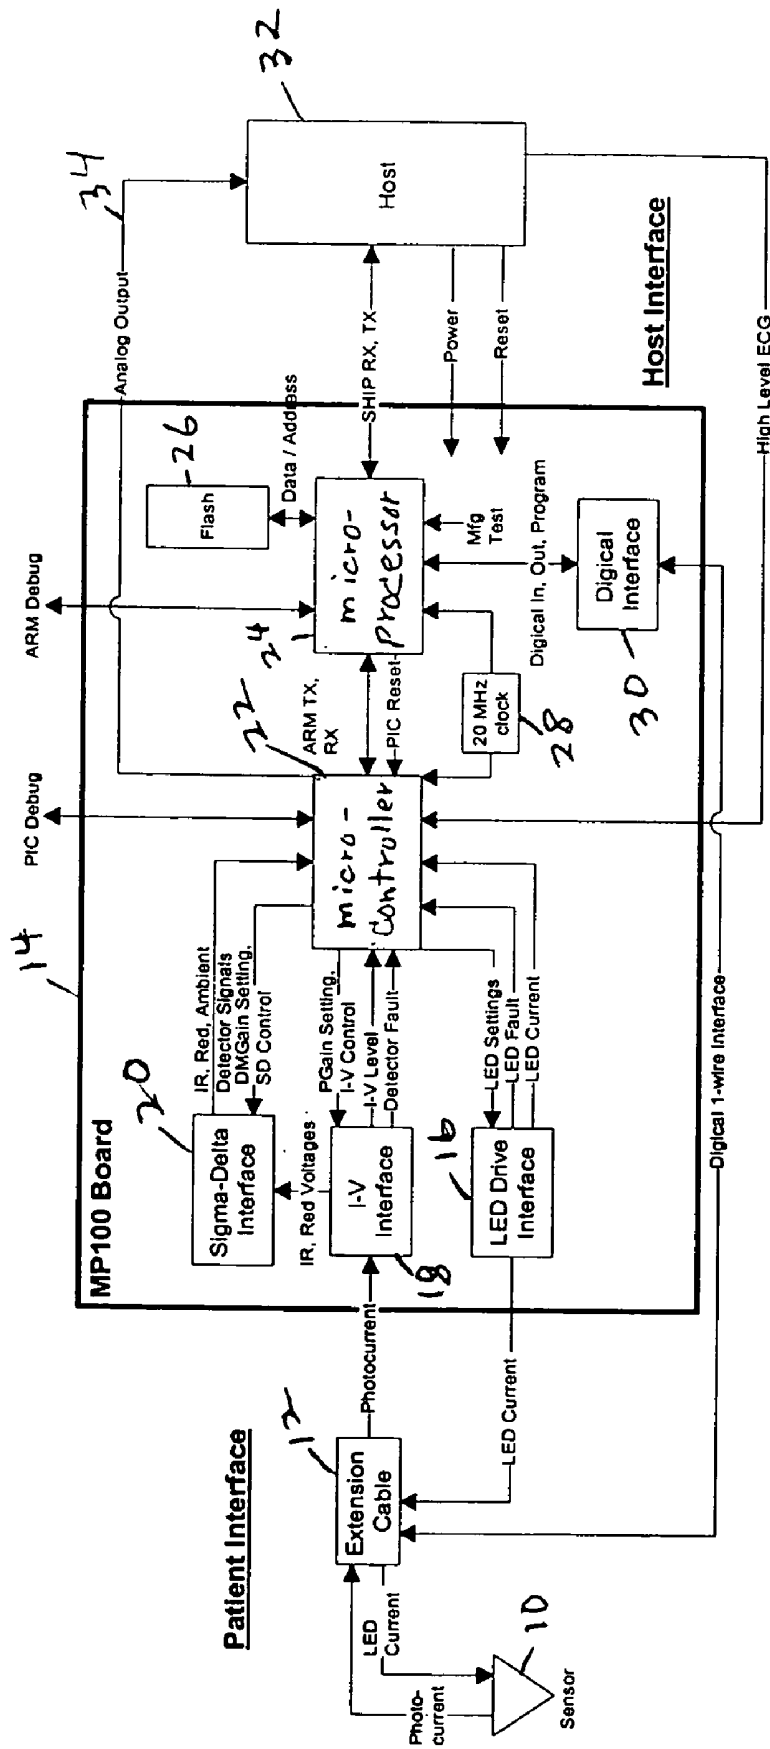 Patient Interface
Sensor
10
Photo-
current
LED
Current
Extension
Cable
12
Photocurrent
LED Current
Digical 1-wire Interface
MP100 Board
14
Sigma-Delta
Interface
20
IR, Red Voltages
I-V
Interface
18
LED Drive
Interface
16
IR, Red, Ambient
Detector Signals
DMGain Setting,
SD Control
PGain Setting,
I-V Control
I-V Level
Detector Fault
LED Settings
LED Fault
LED Current
PIC Debug
micro-
Controller
22
ARM TX,
RX
PIC Reset
20 MHz
clock
28
ARM Debug
micro-
processor
24
Flash
26
Data / Address
Mfg
Test
Digical In, Out, Program
Digical
Interface
30
Analog Output
34
SHIP RX, TX
Power
Reset
Host
32
Host Interface
High Level ECG